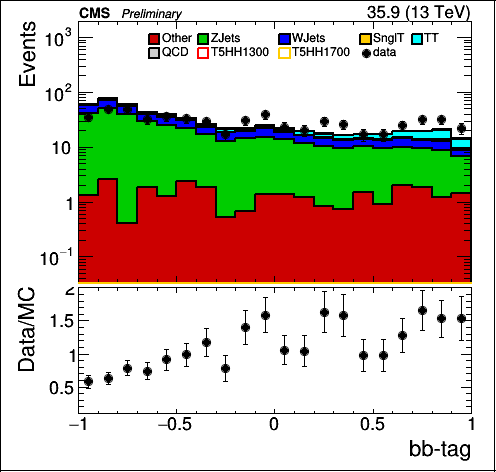 CMS Preliminary 35.9 (13 TeV)
Other ZJets WJets SnglT TT
QCD T5HH1300 T5HH1700 data
Events
10³
10²
10
1
10⁻¹
Data/MC
2
1.5
1
0.5
−1 −0.5 0 0.5 1
bb-tag